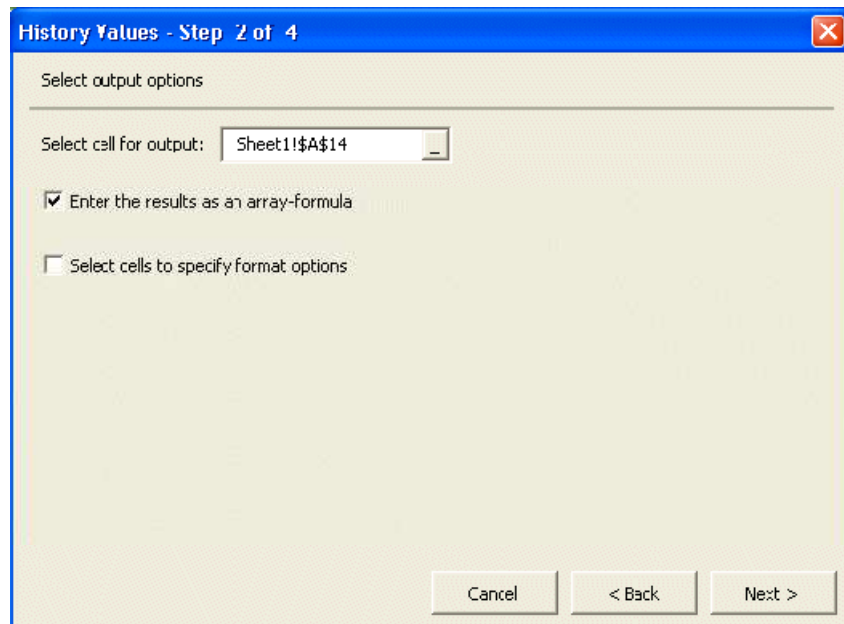 History Values - Step 2 of 4
Select output options
Select cell for output: Sheet1!$A$14 _
Enter the results as an array-formula
Select cells to specify format options
Cancel < Back Next >